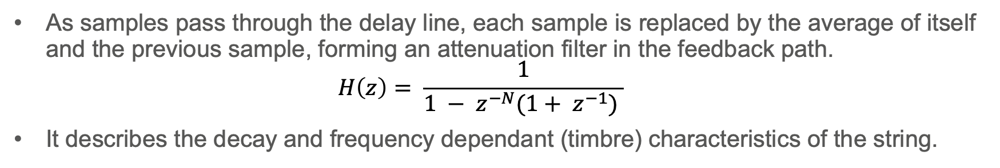 • As samples pass through the delay line, each sample is replaced by the average of itself
and the previous sample, forming an attenuation filter in the feedback path.
H(z) = 1 / 1 − z^−N(1 + z^−1)
• It describes the decay and frequency dependant (timbre) characteristics of the string.